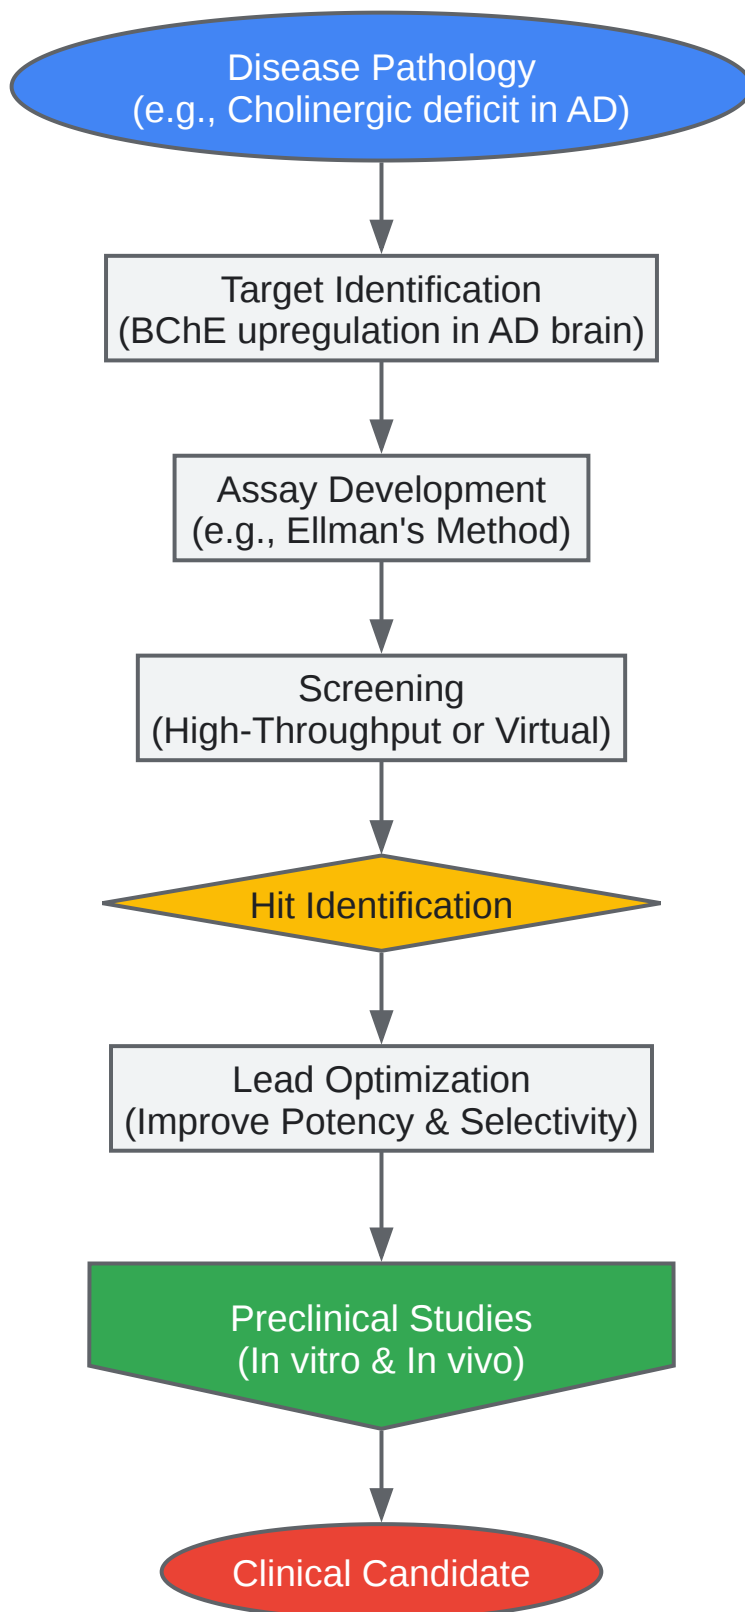 Disease Pathology
(e.g., Cholinergic deficit in AD)
Target Identification
(BChE upregulation in AD brain)
Assay Development
(e.g., Ellman's Method)
Screening
(High-Throughput or Virtual)
Hit Identification
Lead Optimization
(Improve Potency & Selectivity)
Preclinical Studies
(In vitro & In vivo)
Clinical Candidate